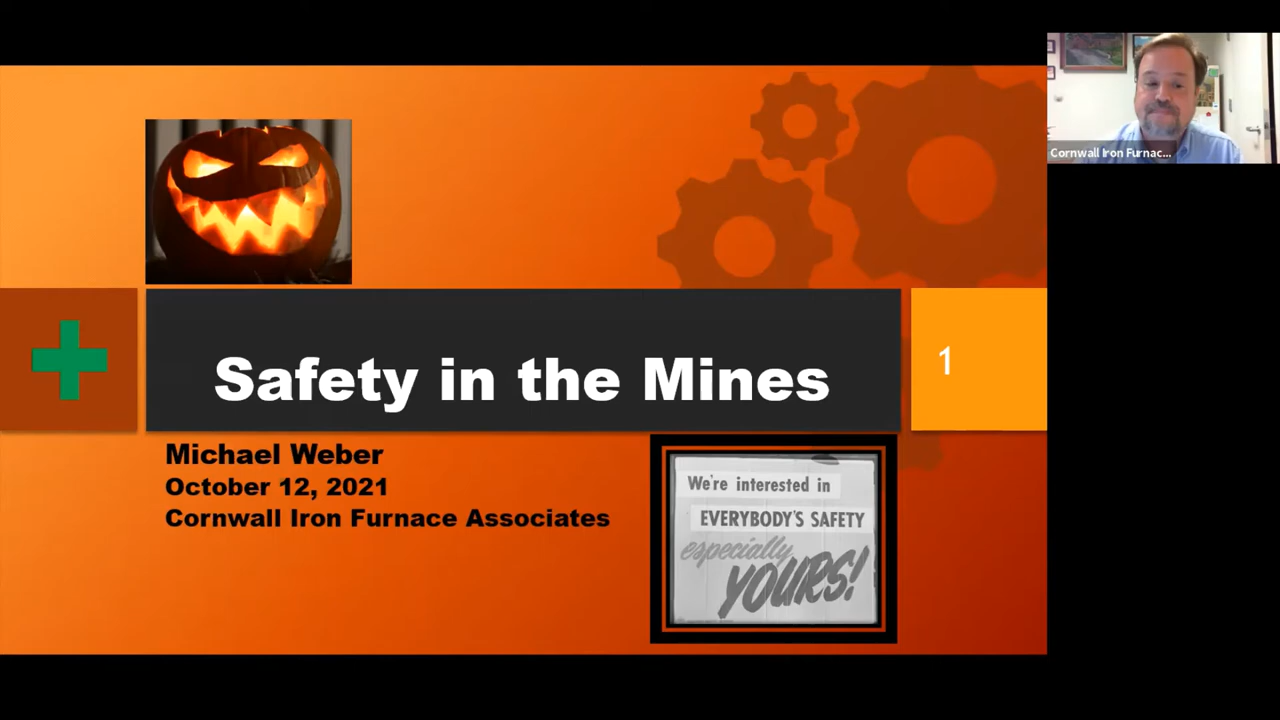 Cornwall Iron Furnac...
Safety in the Mines
1
Michael Weber
October 12, 2021
Cornwall Iron Furnace Associates
We're interested in
EVERYBODY'S SAFETY
especially
YOURS!